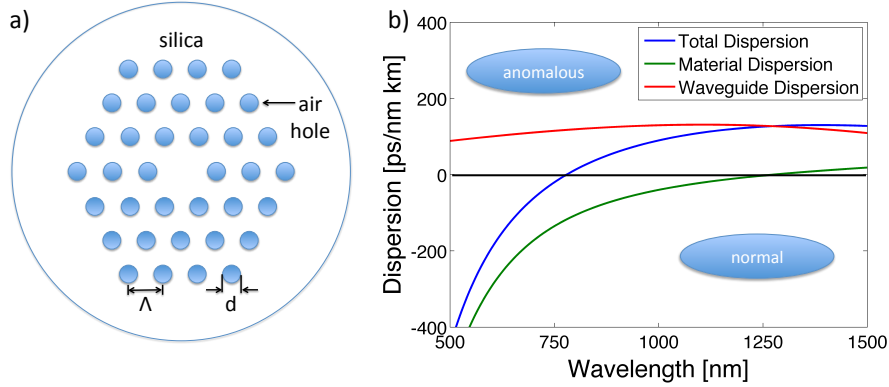 a)
silica
air
hole
Λ
d
b)
Dispersion [ps/nm km]
400
200
0
-200
-400
anomalous
Total Dispersion
Material Dispersion
Waveguide Dispersion
normal
500
750
1000
1250
1500
Wavelength [nm]